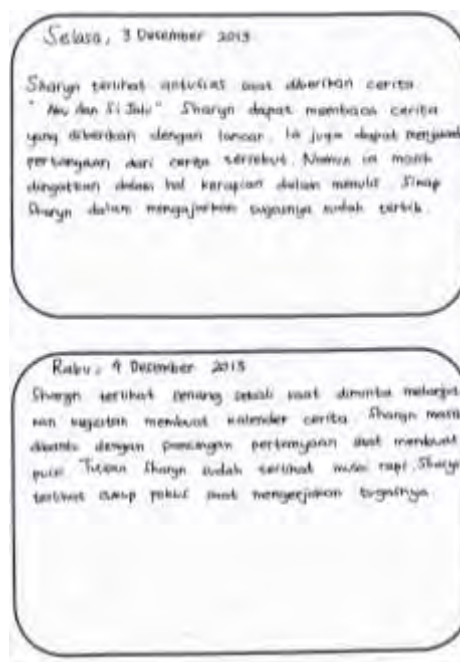 Selasa, 3 Desember 2013
Sharyn terlihat antusias saat diberikan cerita
" Aku dan Si Jalu" Sharyn dapat membaca cerita
yang diberikan dengan lancar. Ia juga dapat menjawab
pertanyaan dari cerita tersebut. Namun ia masih
diingatkan dalam hal kerapian dalam menulis. Sikap
Sharyn dalam mengerjakan tugasnya sudah tertib.
Rabu, 4 Desember 2013
Sharyn terlihat senang sekali saat diminta melanjut
kan kegiatan membuat kalender cerita. Sharyn masih
dibantu dengan pancingan pertanyaan saat membuat
puisi. Tulisan Sharyn sudah terlihat mulai rapi. Sharyn
terlihat cukup fokus saat mengerjakan tugasnya.